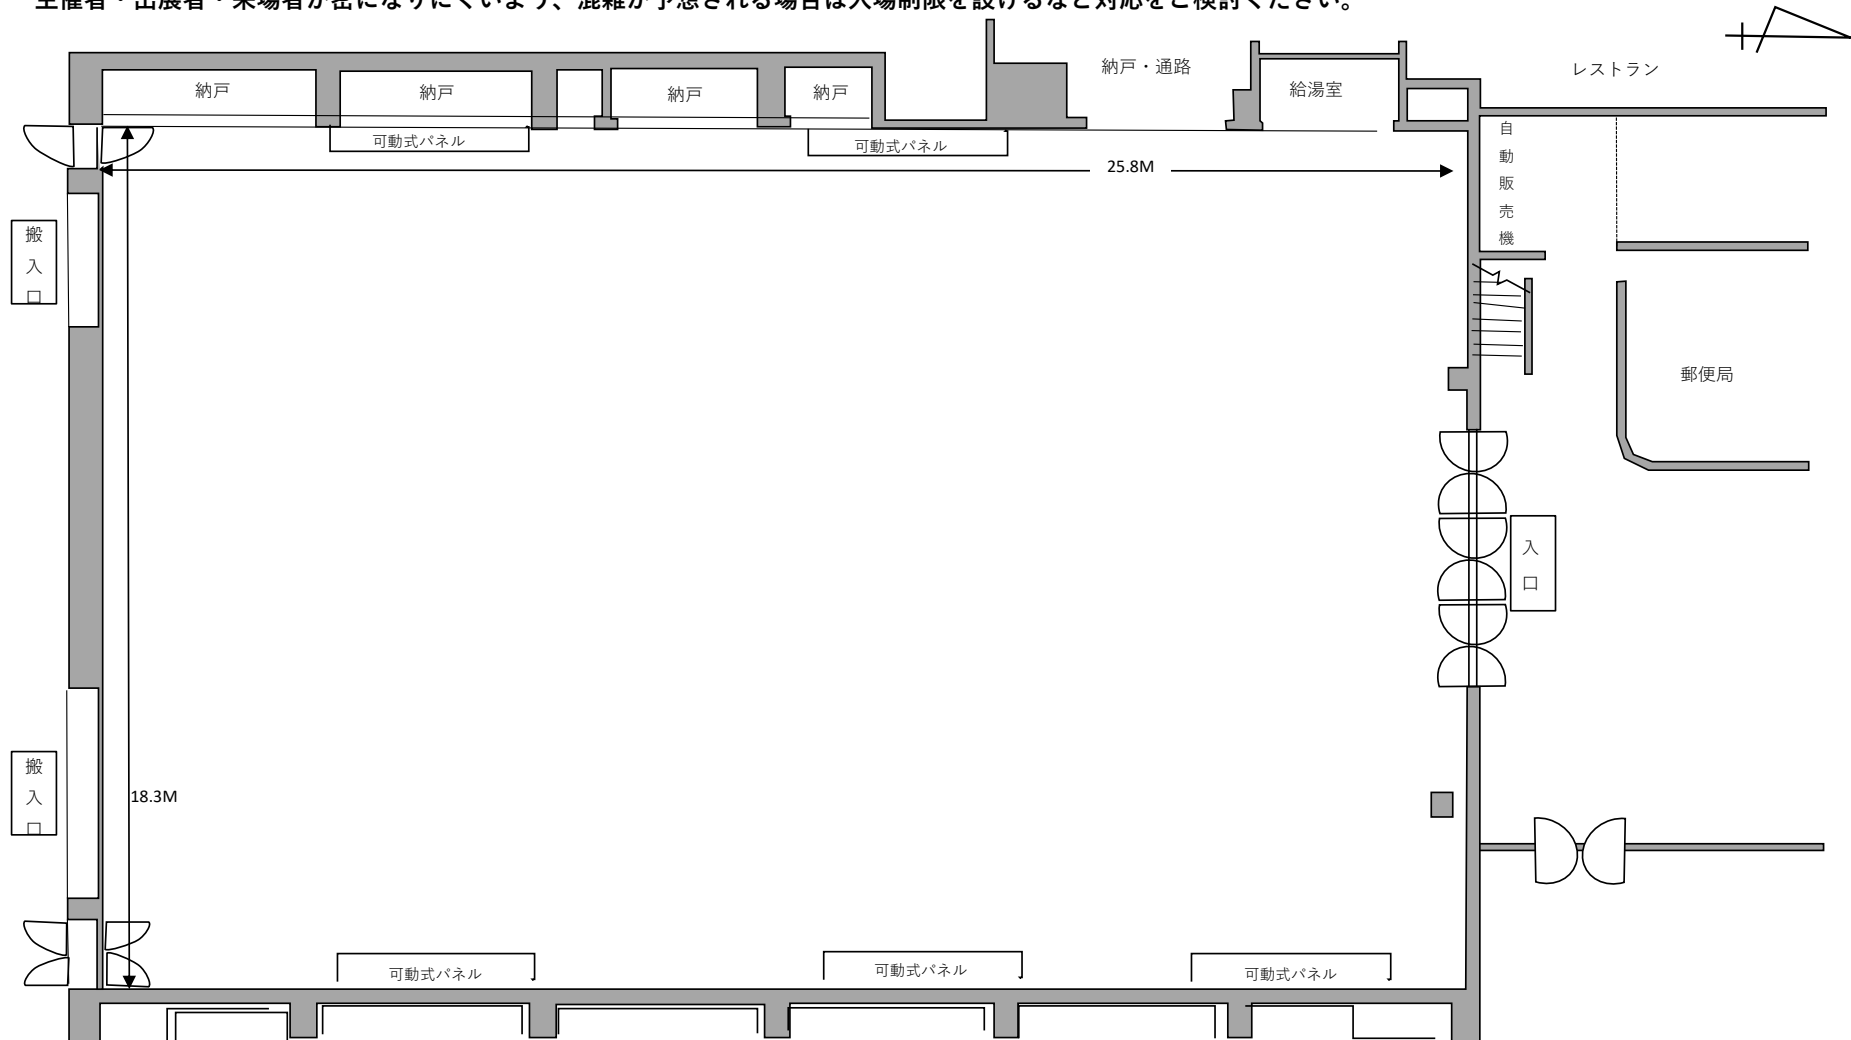 主催者・出展者・来場者が密になりにくいよう、混雑が予想される場合は入場制限を設けるなど対応をご検討ください。
納戸・通路
レストラン
納戸
納戸
納戸
納戸
給湯室
可動式パネル
可動式パネル
自動販売機
25.8M
搬入口
郵便局
入口
搬入口
18.3M
可動式パネル
可動式パネル
可動式パネル